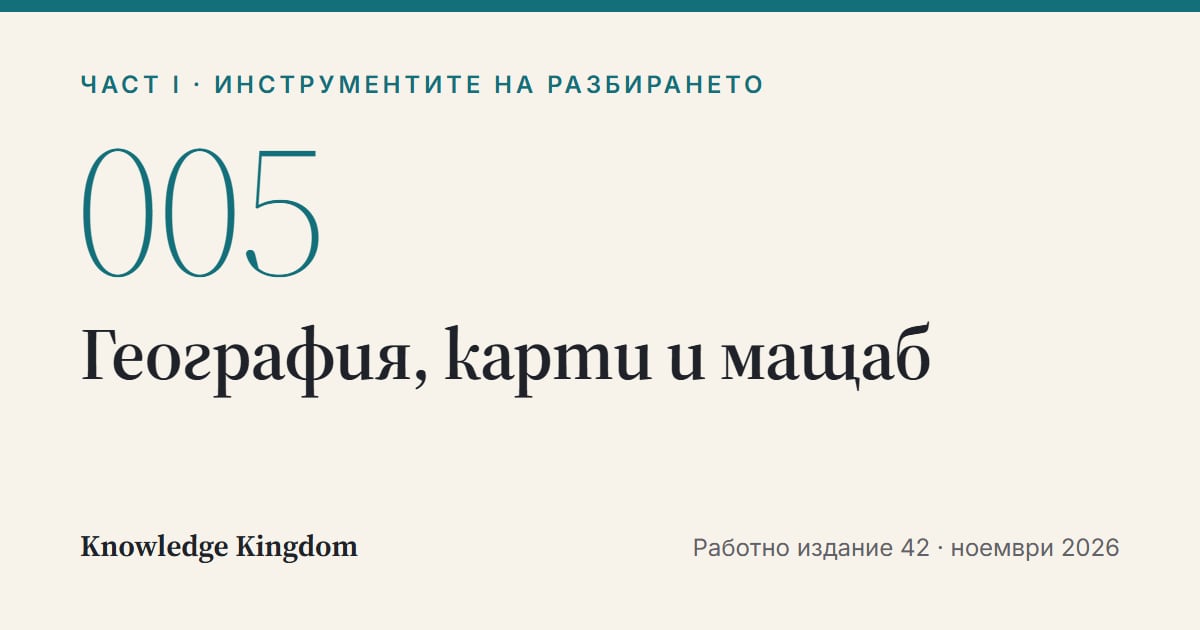 ЧАСТ I · ИНСТРУМЕНТИТЕ НА РАЗБИРАНЕТО
005
География, карти и мащаб
Knowledge Kingdom
Работно издание 42 · ноември 2026